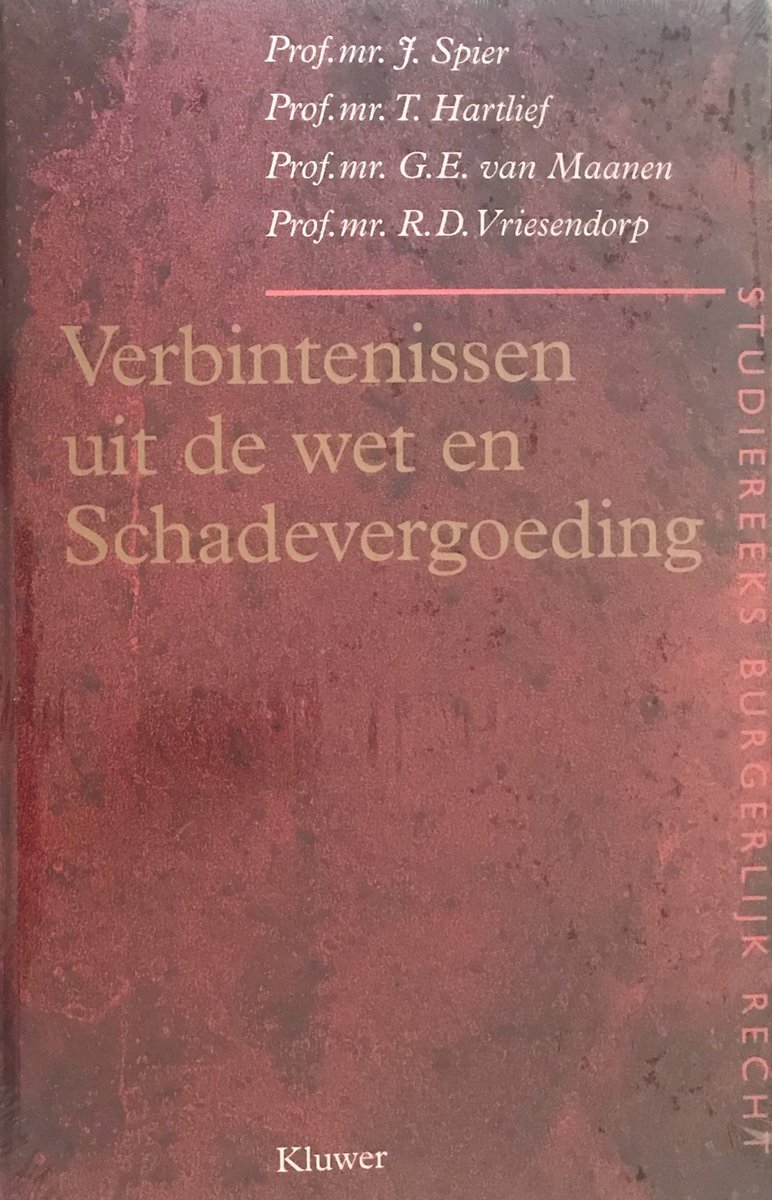 Prof. mr. J. Spier
Prof. mr. T. Hartlief
Prof. mr. G.E. van Maanen
Prof. mr. R.D. Vriesendorp
Verbintenissen
uit de wet en
Schadevergoeding
STUDIEREEKS BURGERLIJK RECHT
Kluwer